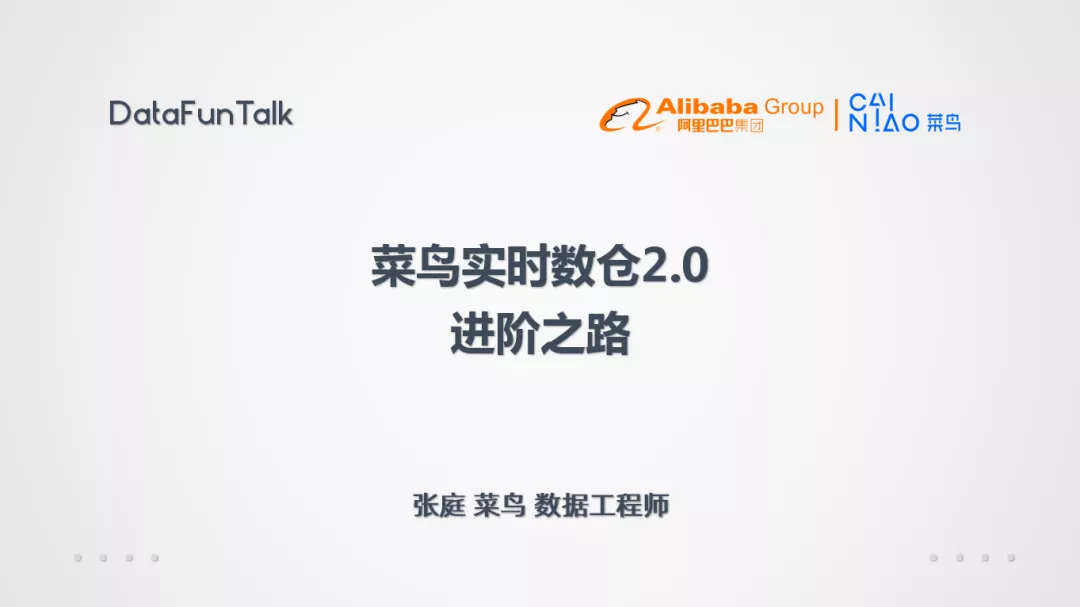 DataFunTalk
Alibaba Group
阿里巴巴集团
CAI
NIAO 菜鸟
菜鸟实时数仓2.0
进阶之路
张庭 菜鸟 数据工程师